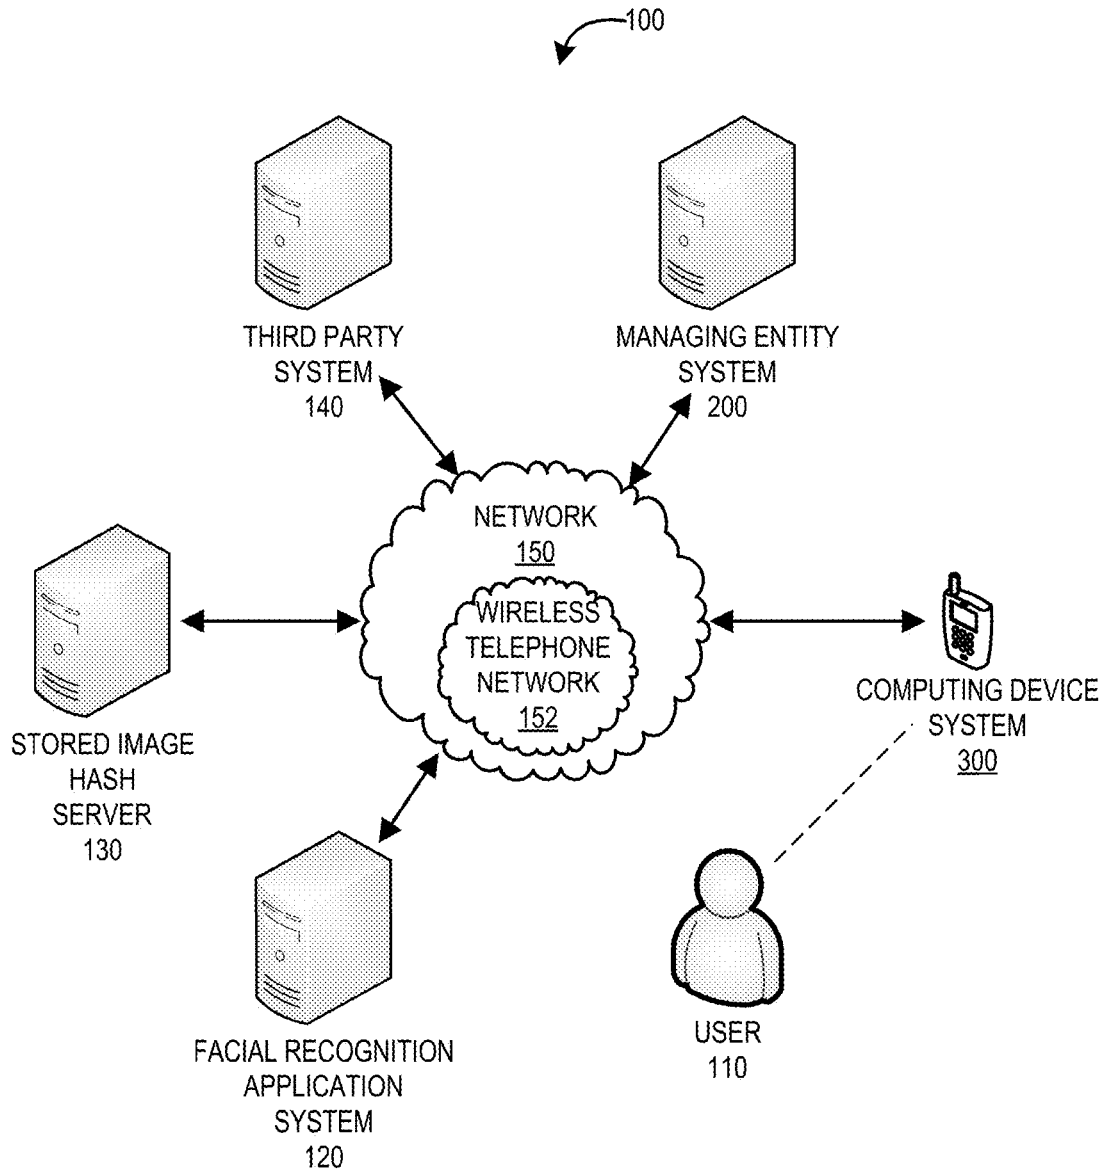 100
THIRD PARTY
SYSTEM
140
MANAGING ENTITY
SYSTEM
200
NETWORK
150
WIRELESS
TELEPHONE
NETWORK
152
COMPUTING DEVICE
SYSTEM
300
STORED IMAGE
HASH
SERVER
130
FACIAL RECOGNITION
APPLICATION
SYSTEM
120
USER
110